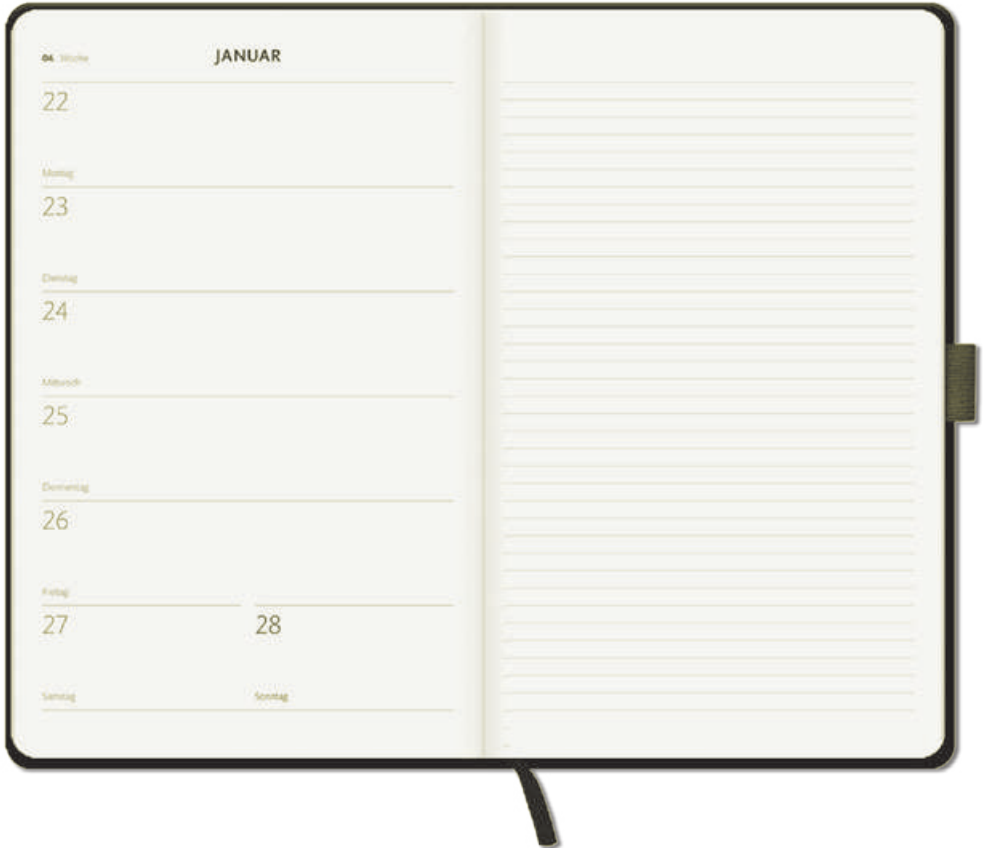 04. Woche JANUAR
22
Montag
23
Dienstag
24
Mittwoch
25
Donnerstag
26
Freitag
27 28
Samstag Sonntag